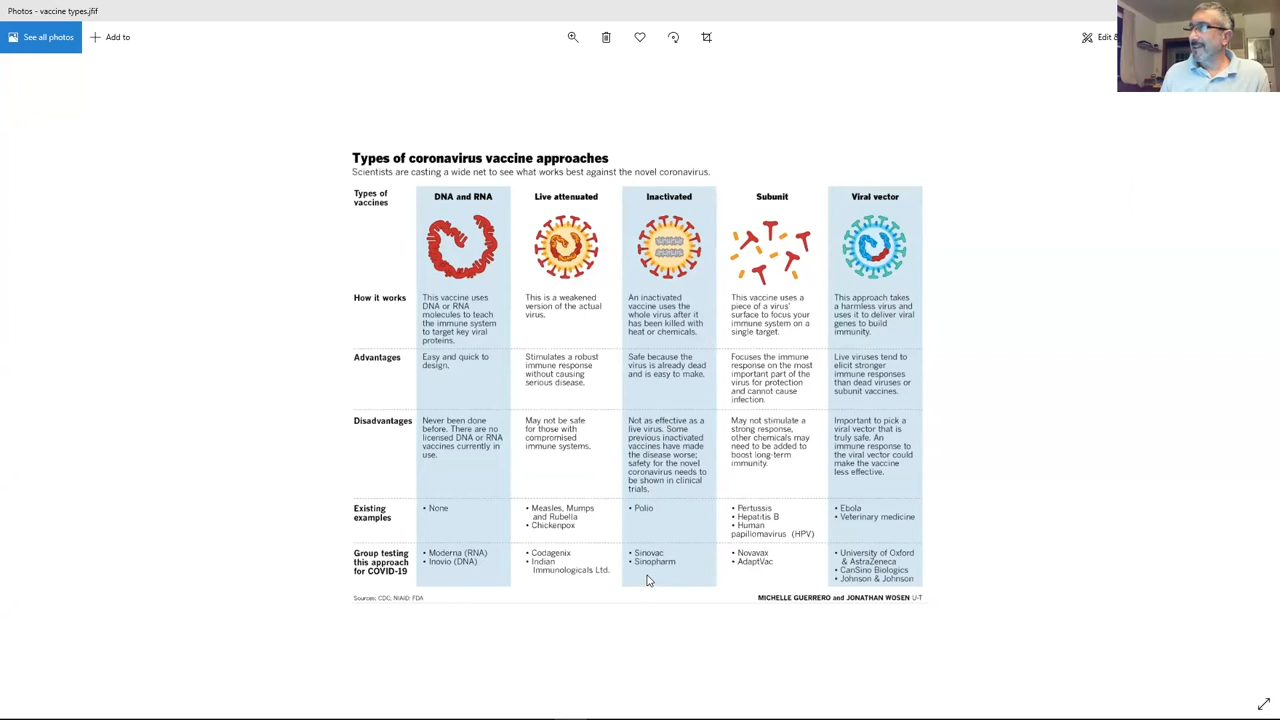 Photos - vaccine types.jfif
See all photos
Add to
Edit &
Types of coronavirus vaccine approaches
Scientists are casting a wide net to see what works best against the novel coronavirus.
Types of
vaccines
DNA and RNA
Live attenuated
Inactivated
Subunit
Viral vector
How it works
This vaccine uses
DNA or RNA
molecules to teach
the immune system
to target key viral
proteins.
This is a weakened
version of the actual
virus.
An inactivated
vaccine uses the
whole virus after it
has been killed with
heat or chemicals.
This vaccine uses a
piece of a virus'
surface to focus your
immune system on a
single target.
This approach takes
a harmless virus and
uses it to deliver viral
genes to build
immunity.
Advantages
Easy and quick to
design.
Stimulates a robust
immune response
without causing
serious disease.
Safe because the
virus is already dead
and is easy to make.
Focuses the immune
response on the most
important part of the
virus for protection
and cannot cause
infection.
Live viruses tend to
elicit stronger
immune responses
than dead viruses or
subunit vaccines.
Disadvantages
Never been done
before. There are no
licensed DNA or RNA
vaccines currently in
use.
May not be safe
for those with
compromised
immune systems.
Not as effective as a
live virus. Some
previous inactivated
vaccines have made
the disease worse;
safety for the novel
coronavirus needs to
be shown in clinical
trials.
May not stimulate a
strong response,
other chemicals may
need to be added to
boost long-term
immunity.
Important to pick a
viral vector that is
truly safe. An
immune response to
the viral vector could
make the vaccine
less effective.
Existing
examples
• None
• Measles, Mumps
and Rubella
• Chickenpox
• Polio
• Pertussis
• Hepatitis B
• Human
papiliomavirus (HPV)
• Ebola
• Veterinary medicine
Group testing
this approach
for COVID-19
• Moderna (RNA)
• Inovio (DNA)
• Codagenix
• Indian
Immunologicals Ltd.
• Sinovac
• Sinopharm
• Novavax
• AdaptVac
• University of Oxford
& AstraZeneca
• CanSino Biologics
• Johnson & Johnson
Sources: CDC; NIAID; FDA
MICHELLE GUERRERO and JONATHAN WOSEN U-T